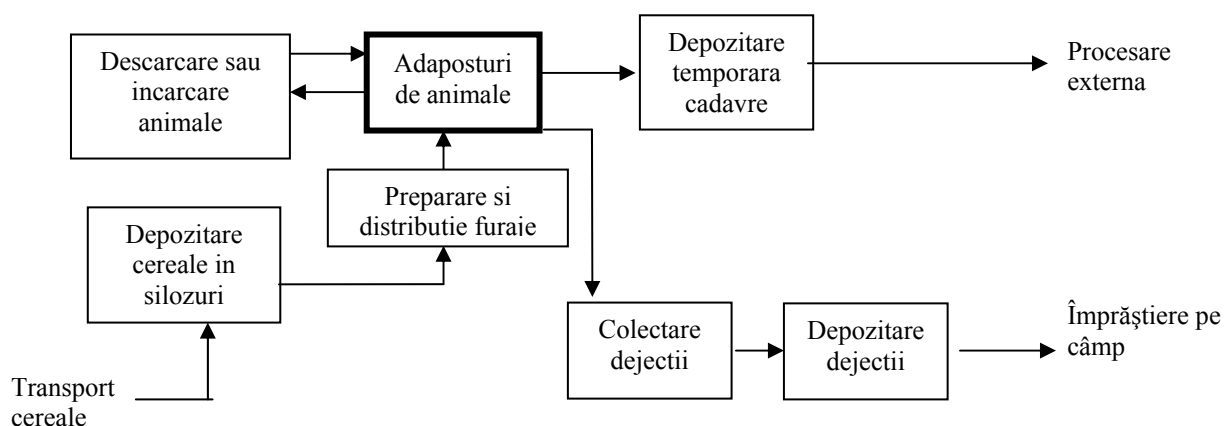 Descarcare sau
incarcare
animale
Adaposturi
de animale
Depozitare
temporara
cadavre
Procesare
externa
Preparare si
distributie furaje
Depozitare
cereale in
silozuri
Colectare
dejectii
Depozitare
dejectii
Împrăştiere pe
câmp
Transport
cereale